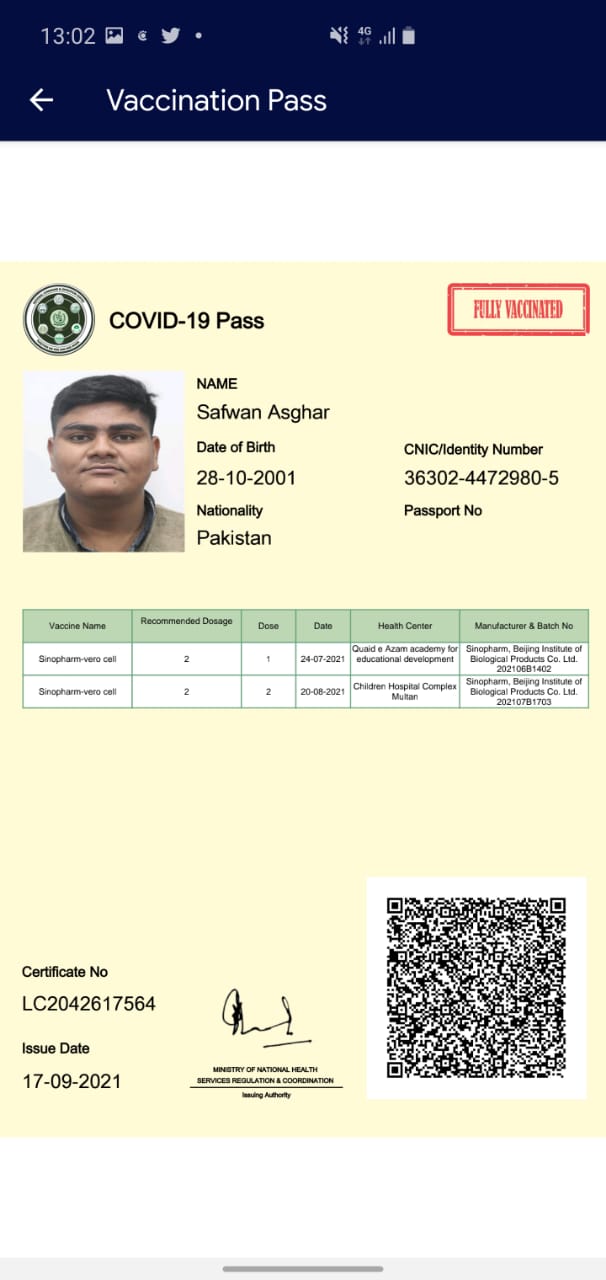 13:02
4G
Vaccination Pass
COVID-19 Pass
FULLY VACCINATED
NAME
Safwan Asghar
Date of Birth
28-10-2001
CNIC/Identity Number
36302-4472980-5
Nationality
Pakistan
Passport No
Vaccine Name Recommended Dosage Dose Date Health Center Manufacturer & Batch No
Sinopharm-vero cell 2 1 24-07-2021 Quaid e Azam academy for educational development Sinopharm, Beijing Institute of Biological Products Co. Ltd. 202106B1402
Sinopharm-vero cell 2 2 20-08-2021 Children Hospital Complex Multan Sinopharm, Beijing Institute of Biological Products Co. Ltd. 202107B1703
Certificate No
LC2042617564
Issue Date
17-09-2021
MINISTRY OF NATIONAL HEALTH
SERVICES REGULATION & COORDINATION
Issuing Authority